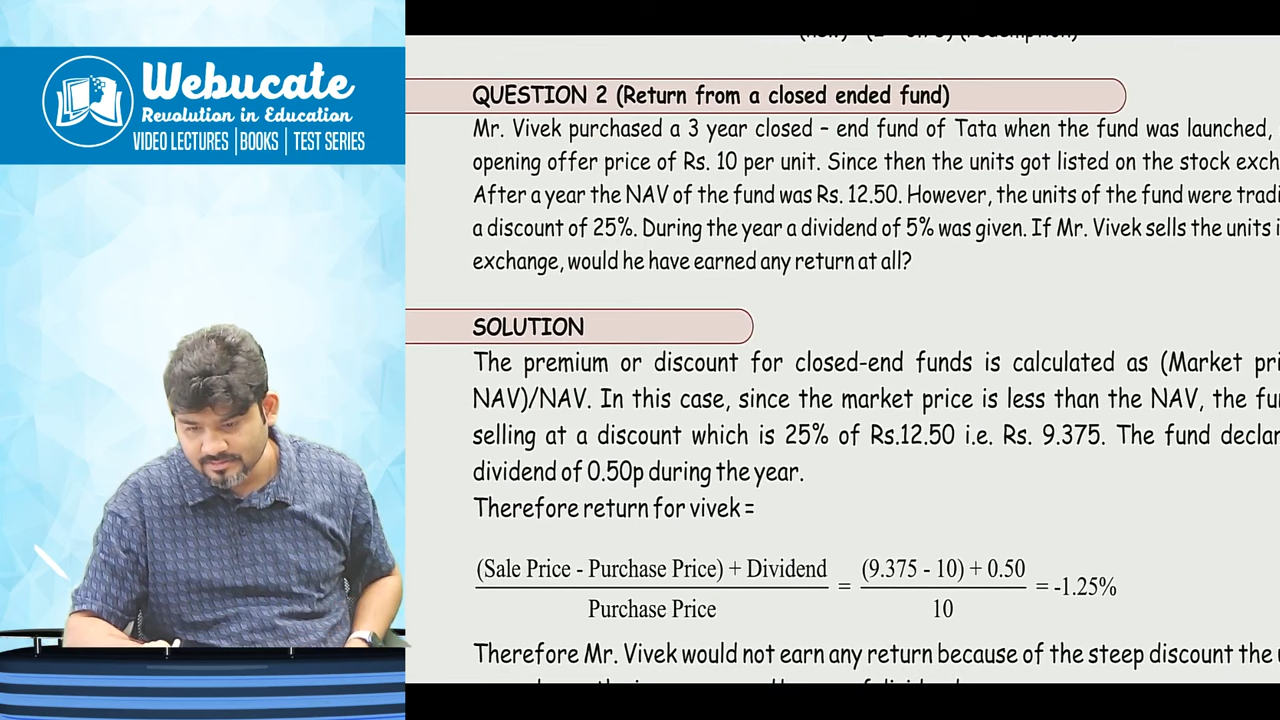 Webucate
Revolution in Education
VIDEO LECTURES | BOOKS | TEST SERIES
QUESTION 2 (Return from a closed ended fund)
Mr. Vivek purchased a 3 year closed – end fund of Tata when the fund was launched,
opening offer price of Rs. 10 per unit. Since then the units got listed on the stock exch
After a year the NAV of the fund was Rs. 12.50. However, the units of the fund were tradi
a discount of 25%. During the year a dividend of 5% was given. If Mr. Vivek sells the units i
exchange, would he have earned any return at all?
SOLUTION
The premium or discount for closed-end funds is calculated as (Market pri
NAV)/NAV. In this case, since the market price is less than the NAV, the fu
selling at a discount which is 25% of Rs.12.50 i.e. Rs. 9.375. The fund declar
dividend of 0.50p during the year.
Therefore return for vivek =
(Sale Price - Purchase Price) + Dividend / Purchase Price = (9.375 - 10) + 0.50 / 10 = -1.25%
Therefore Mr. Vivek would not earn any return because of the steep discount the u